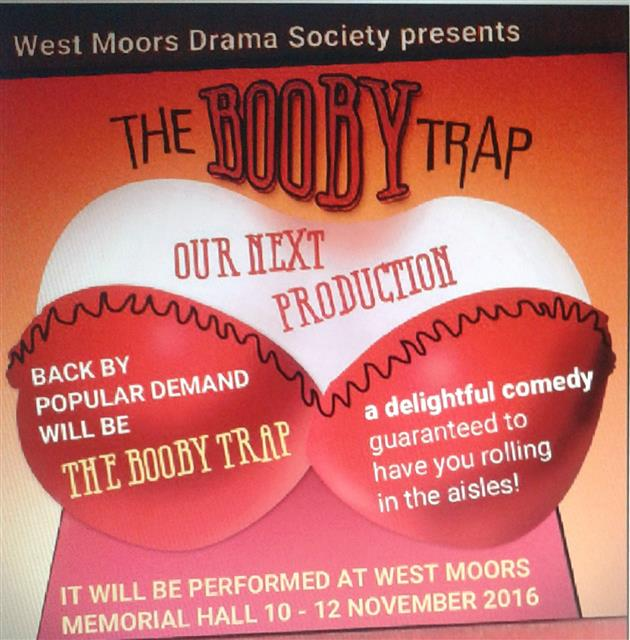 West Moors Drama Society presents
THE BOOBY TRAP
OUR NEXT
PRODUCTION
BACK BY
POPULAR DEMAND
WILL BE
THE BOOBY TRAP
a delightful comedy
guaranteed to
have you rolling
in the aisles!
IT WILL BE PERFORMED AT WEST MOORS
MEMORIAL HALL 10 - 12 NOVEMBER 2016